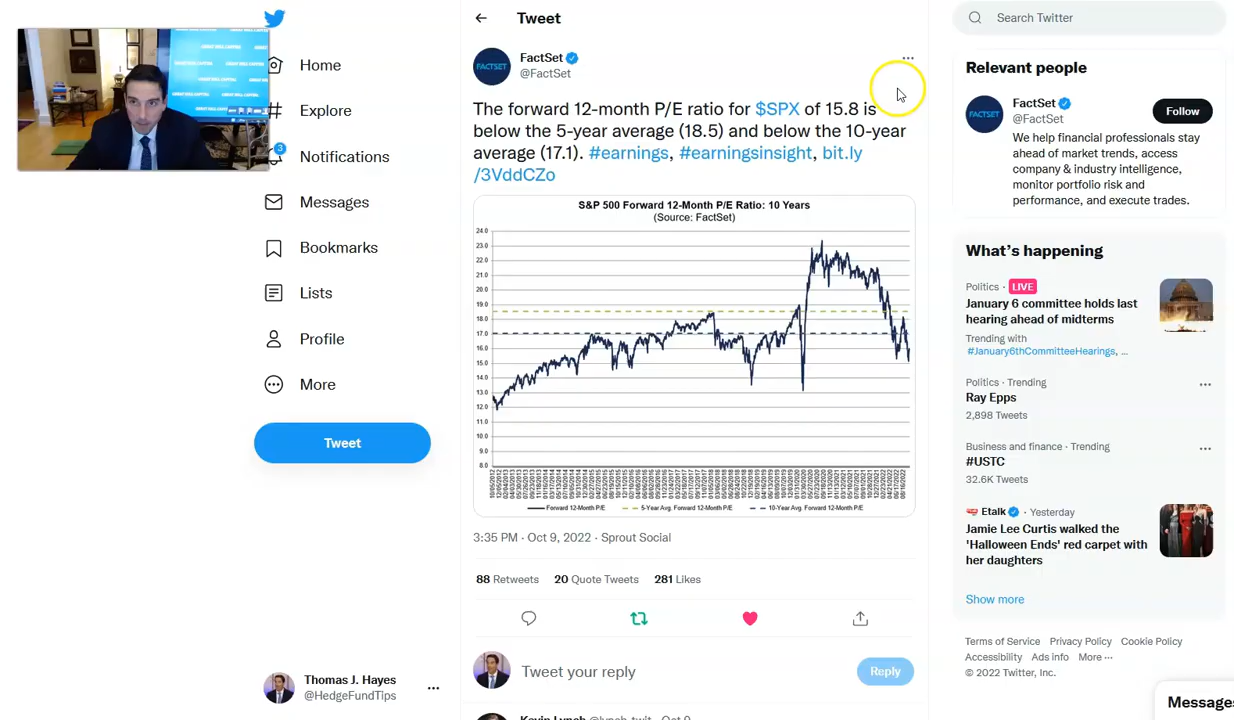 Home
Explore
3
Notifications
Messages
Bookmarks
Lists
Profile
More
Tweet
Thomas J. Hayes
@HedgeFundTips
Tweet
FACTSET
FactSet
@FactSet
The forward 12-month P/E ratio for $SPX of 15.8 is
below the 5-year average (18.5) and below the 10-year
average (17.1). #earnings, #earningsinsight, bit.ly
/3VddCZo
S&P 500 Forward 12-Month P/E Ratio: 10 Years
(Source: FactSet)
24.0
23.0
22.0
21.0
20.0
19.0
18.0
17.0
16.0
15.0
14.0
13.0
12.0
11.0
10.0
9.0
8.0
Forward 12-Month P/E
5-Year Avg. Forward 12-Month P/E
10-Year Avg. Forward 12-Month P/E
3:35 PM · Oct 9, 2022 · Sprout Social
88 Retweets 20 Quote Tweets 281 Likes
Tweet your reply
Reply
Kevin Lynch
Oct 9
Search Twitter
Relevant people
FACTSET
FactSet
@FactSet
Follow
We help financial professionals stay
ahead of market trends, access
company & industry intelligence,
monitor portfolio risk and
performance, and execute trades.
What's happening
Politics · LIVE
January 6 committee holds last
hearing ahead of midterms
Trending with
#January6thCommitteeHearings, ...
Politics · Trending
Ray Epps
2,898 Tweets
Business and finance · Trending
#USTC
32.6K Tweets
Etalk · Yesterday
Jamie Lee Curtis walked the
'Halloween Ends' red carpet with
her daughters
Show more
Terms of Service Privacy Policy Cookie Policy
Accessibility Ads info More ···
© 2022 Twitter, Inc.
Messages